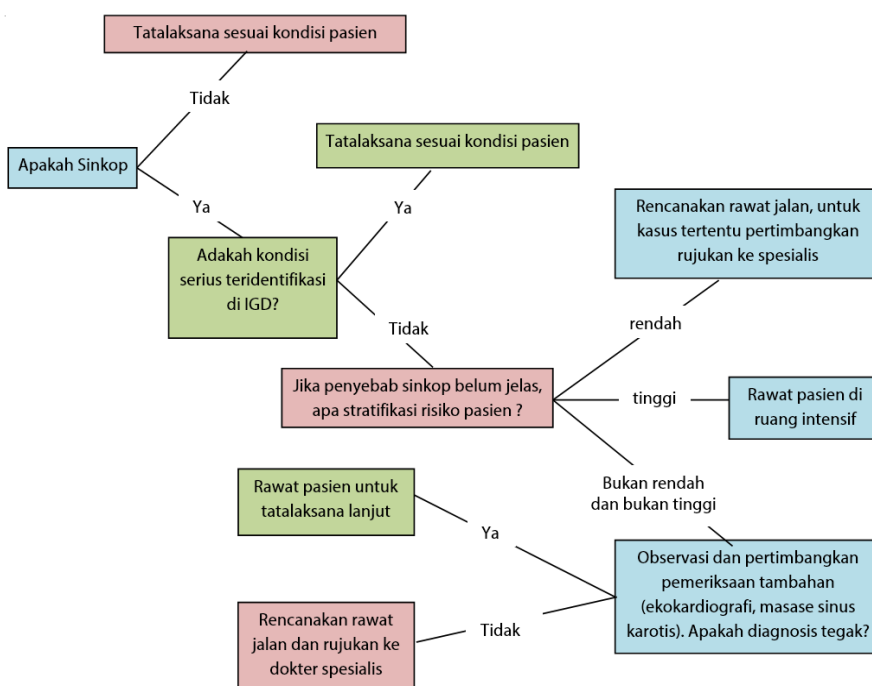 Tatalaksana sesuai kondisi pasien
Tidak
Tatalaksana sesuai kondisi pasien
Apakah Sinkop
Ya
Ya
Adakah kondisi
serius teridentifikasi
di IGD?
Rencanakan rawat jalan, untuk
kasus tertentu pertimbangkan
rujukan ke spesialis
Tidak
rendah
Jika penyebab sinkop belum jelas,
apa stratifikasi risiko pasien ?
tinggi
Rawat pasien di
ruang intensif
Bukan rendah
dan bukan tinggi
Rawat pasien untuk
tatalaksana lanjut
Ya
Observasi dan pertimbangkan
pemeriksaan tambahan
(ekokardiografi, masase sinus
karotis). Apakah diagnosis tegak?
Tidak
Rencanakan rawat
jalan dan rujukan ke
dokter spesialis